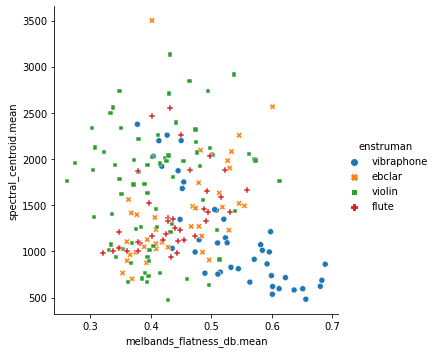 3500
3000
2500
2000
1500
1000
500
spectral_centroid.mean
0.3 0.4 0.5 0.6 0.7
melbands_flatness_db.mean
enstruman
vibraphone
ebclar
violin
flute